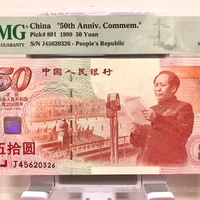 MG
GUARANTY
China "50th Anniv. Commem."
Pick# 891 1999 50 Yuan
S/N J45620326 - People's Republic
中国人民银行
50
伍拾圆
J45620326